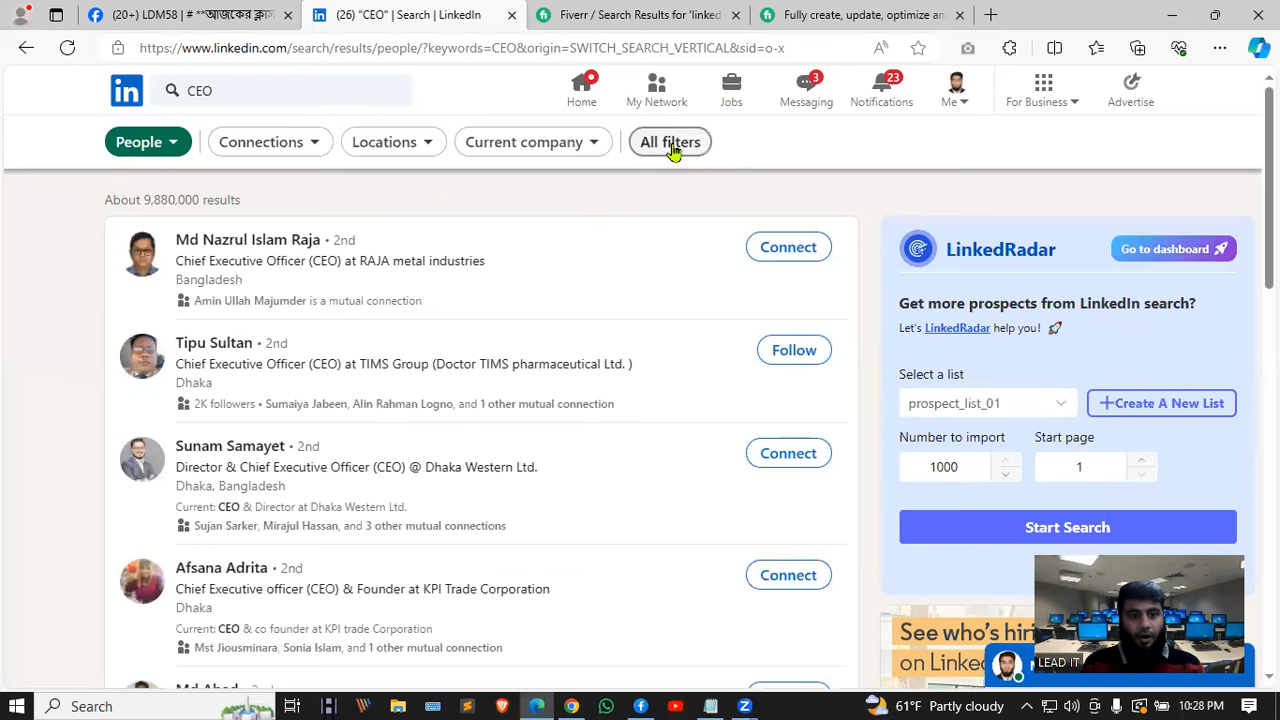 (20+) LDM58 | # **আজকের ক্লাস
(26) "CEO" | Search | LinkedIn
Fiverr / Search Results for 'linked
Fully create, update, optimize an
https://www.linkedin.com/search/results/people/?keywords=CEO&origin=SWITCH_SEARCH_VERTICAL&sid=o-x
in
CEO
Home
My Network
Jobs
3
Messaging
23
Notifications
Me
For Business
Advertise
People
Connections
Locations
Current company
All filters
About 9,880,000 results
Md Nazrul Islam Raja • 2nd
Chief Executive Officer (CEO) at RAJA metal industries
Bangladesh
Amin Ullah Majumder is a mutual connection
Connect
Tipu Sultan • 2nd
Chief Executive Officer (CEO) at TIMS Group (Doctor TIMS pharmaceutical Ltd. )
Dhaka
2K followers • Sumaiya Jabeen, Alin Rahman Logno, and 1 other mutual connection
Follow
Sunam Samayet • 2nd
Director & Chief Executive Officer (CEO) @ Dhaka Western Ltd.
Dhaka, Bangladesh
Current: CEO & Director at Dhaka Western Ltd.
Sujan Sarker, Mirajul Hassan, and 3 other mutual connections
Connect
Afsana Adrita • 2nd
Chief Executive officer (CEO) & Founder at KPI Trade Corporation
Dhaka
Current: CEO & co founder at KPI trade Corporation
Mst Jiousminara, Sonia Islam, and 1 other mutual connection
Connect
Md Abed
LinkedRadar
Go to dashboard
Get more prospects from LinkedIn search?
Let's LinkedRadar help you!
Select a list
prospect_list_01
+Create A New List
Number to import
Start page
1000
1
Start Search
See who's hiri
on Linked
LEAD IT
Search
61°F Partly cloudy
10:28 PM